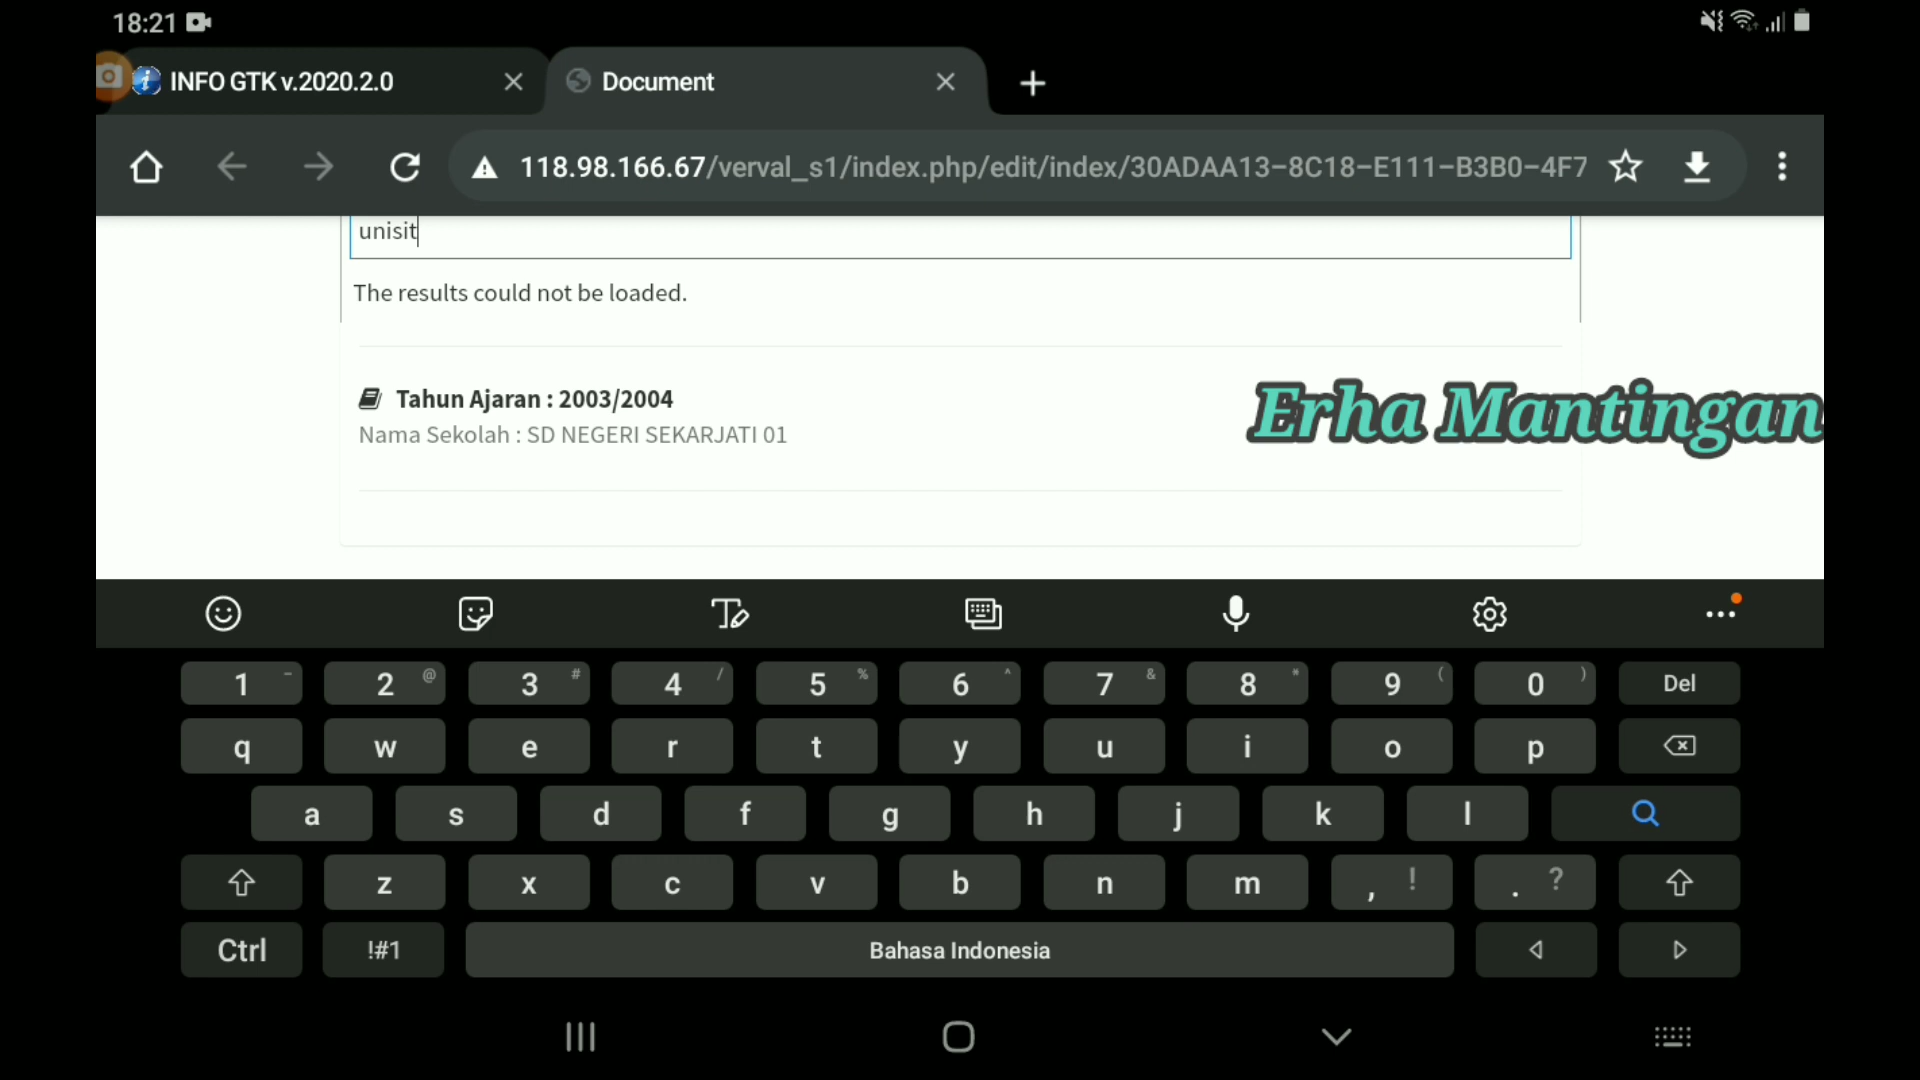 18:21
INFO GTK v.2020.2.0
Document
118.98.166.67/verval_s1/index.php/edit/index/30ADAA13-8C18-E111-B3B0-4F7
unisit
The results could not be loaded.
Tahun Ajaran : 2003/2004
Nama Sekolah : SD NEGERI SEKARJATI 01
Erha Mantingan
1 - 2 @ 3 # 4 / 5 % 6 ^ 7 & 8 * 9 ( 0 ) Del
q w e r t y u i o p
a s d f g h j k l
z x c v b n m , ! . ?
Ctrl !#1 Bahasa Indonesia